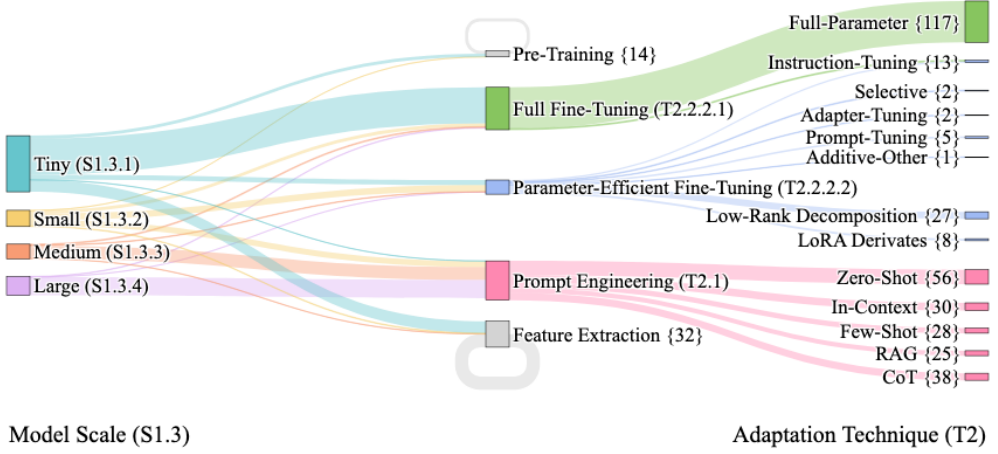 Tiny (S1.3.1)
Small (S1.3.2)
Medium (S1.3.3)
Large (S1.3.4)
Pre-Training {14}
Full Fine-Tuning (T2.2.2.1)
Parameter-Efficient Fine-Tuning (T2.2.2.2)
Prompt Engineering (T2.1)
Feature Extraction {32}
Full-Parameter {117}
Instruction-Tuning {13}
Selective {2}
Adapter-Tuning {2}
Prompt-Tuning {5}
Additive-Other {1}
Low-Rank Decomposition {27}
LoRA Derivates {8}
Zero-Shot {56}
In-Context {30}
Few-Shot {28}
RAG {25}
CoT {38}
Model Scale (S1.3)
Adaptation Technique (T2)